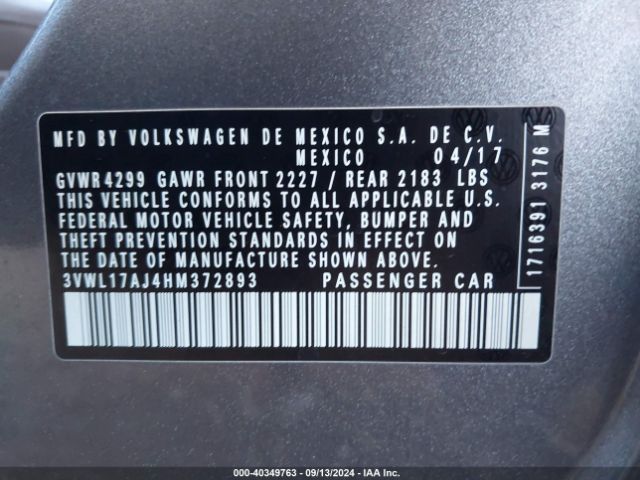 MFD BY VOLKSWAGEN DE MEXICO S.A. DE C.V.
MEXICO 04/17
GVWR 4299 GAWR FRONT 2227 / REAR 2183 LBS
THIS VEHICLE CONFORMS TO ALL APPLICABLE U.S.
FEDERAL MOTOR VEHICLE SAFETY, BUMPER AND
THEFT PREVENTION STANDARDS IN EFFECT ON
THE DATE OF MANUFACTURE SHOWN ABOVE.
3VWL17AJ4HM372893 PASSENGER CAR
1716391 3176 M
000-40349763 - 09/13/2024 - IAA Inc.